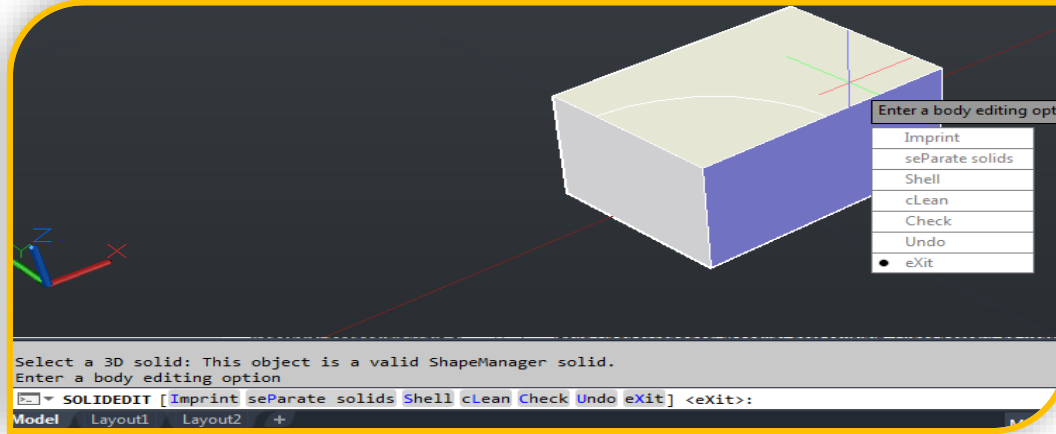 Enter a body editing opt
Imprint
seParate solids
Shell
cLean
Check
Undo
eXit
Z
Y
X
Select a 3D solid: This object is a valid ShapeManager solid.
Enter a body editing option
SOLIDEDIT [Imprint seParate solids Shell cLean Check Undo eXit] <eXit>:
Model Layout1 Layout2 +